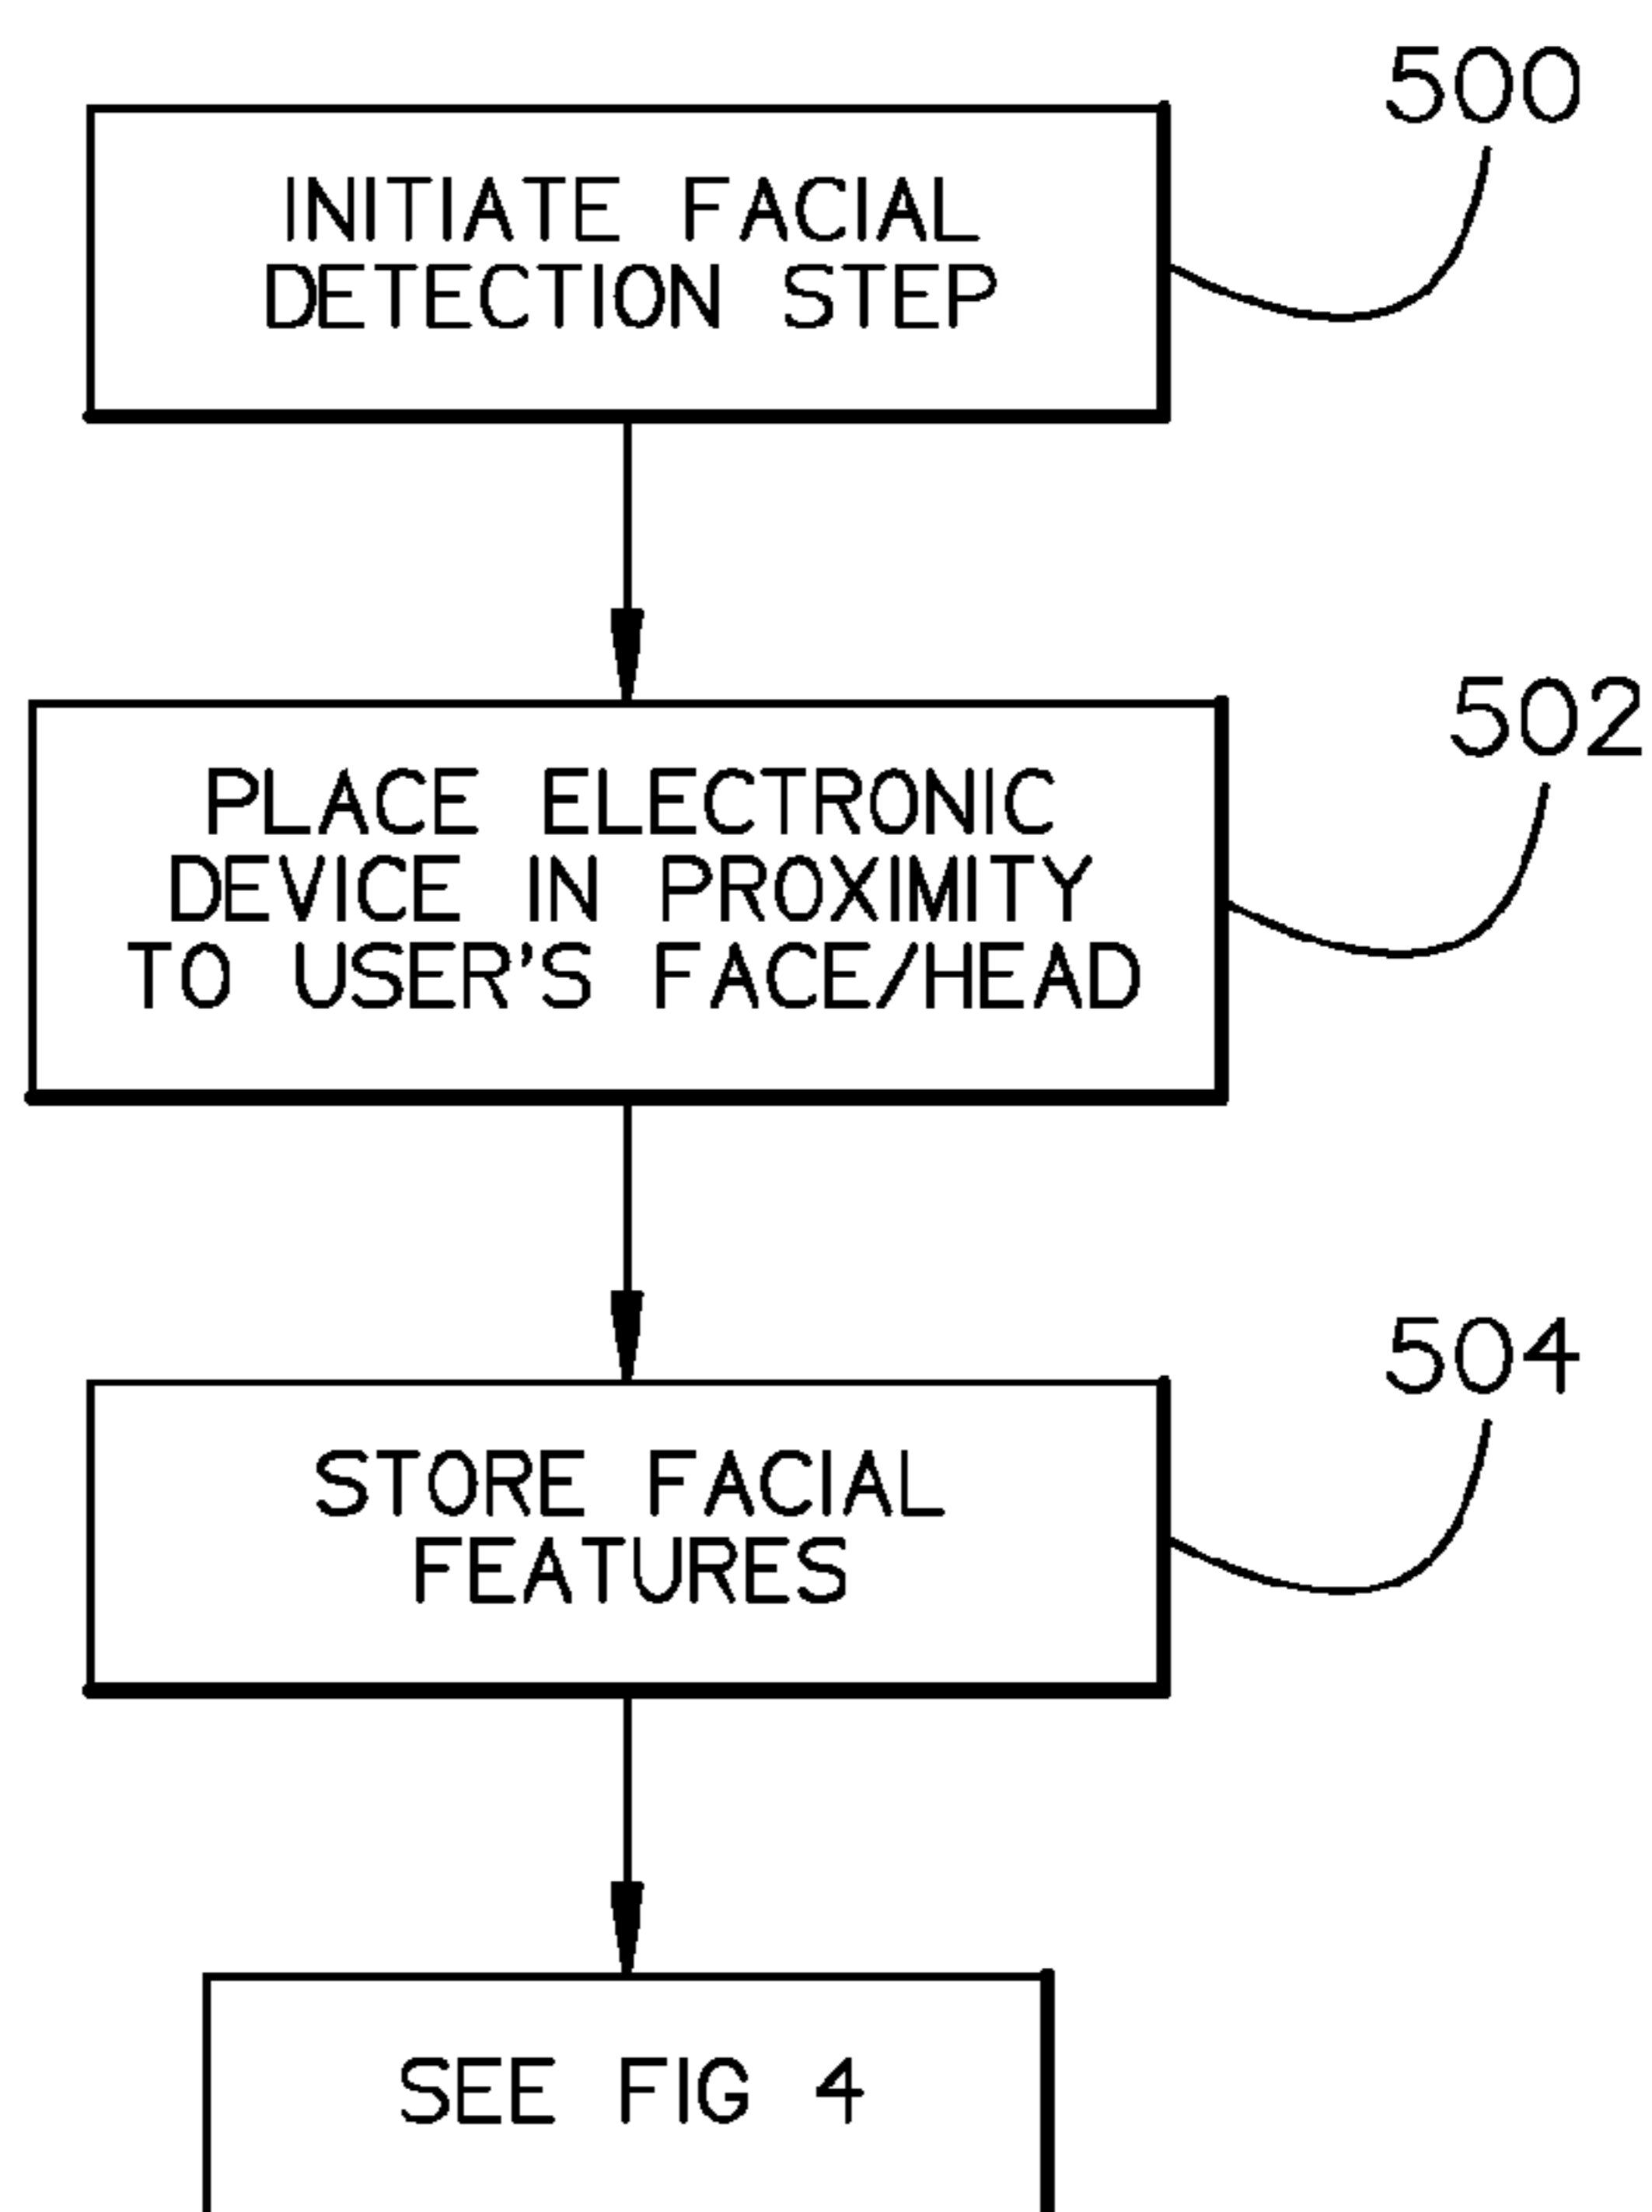 500
INITIATE FACIAL
DETECTION STEP
502
PLACE ELECTRONIC
DEVICE IN PROXIMITY
TO USER'S FACE/HEAD
504
STORE FACIAL
FEATURES
SEE FIG 4